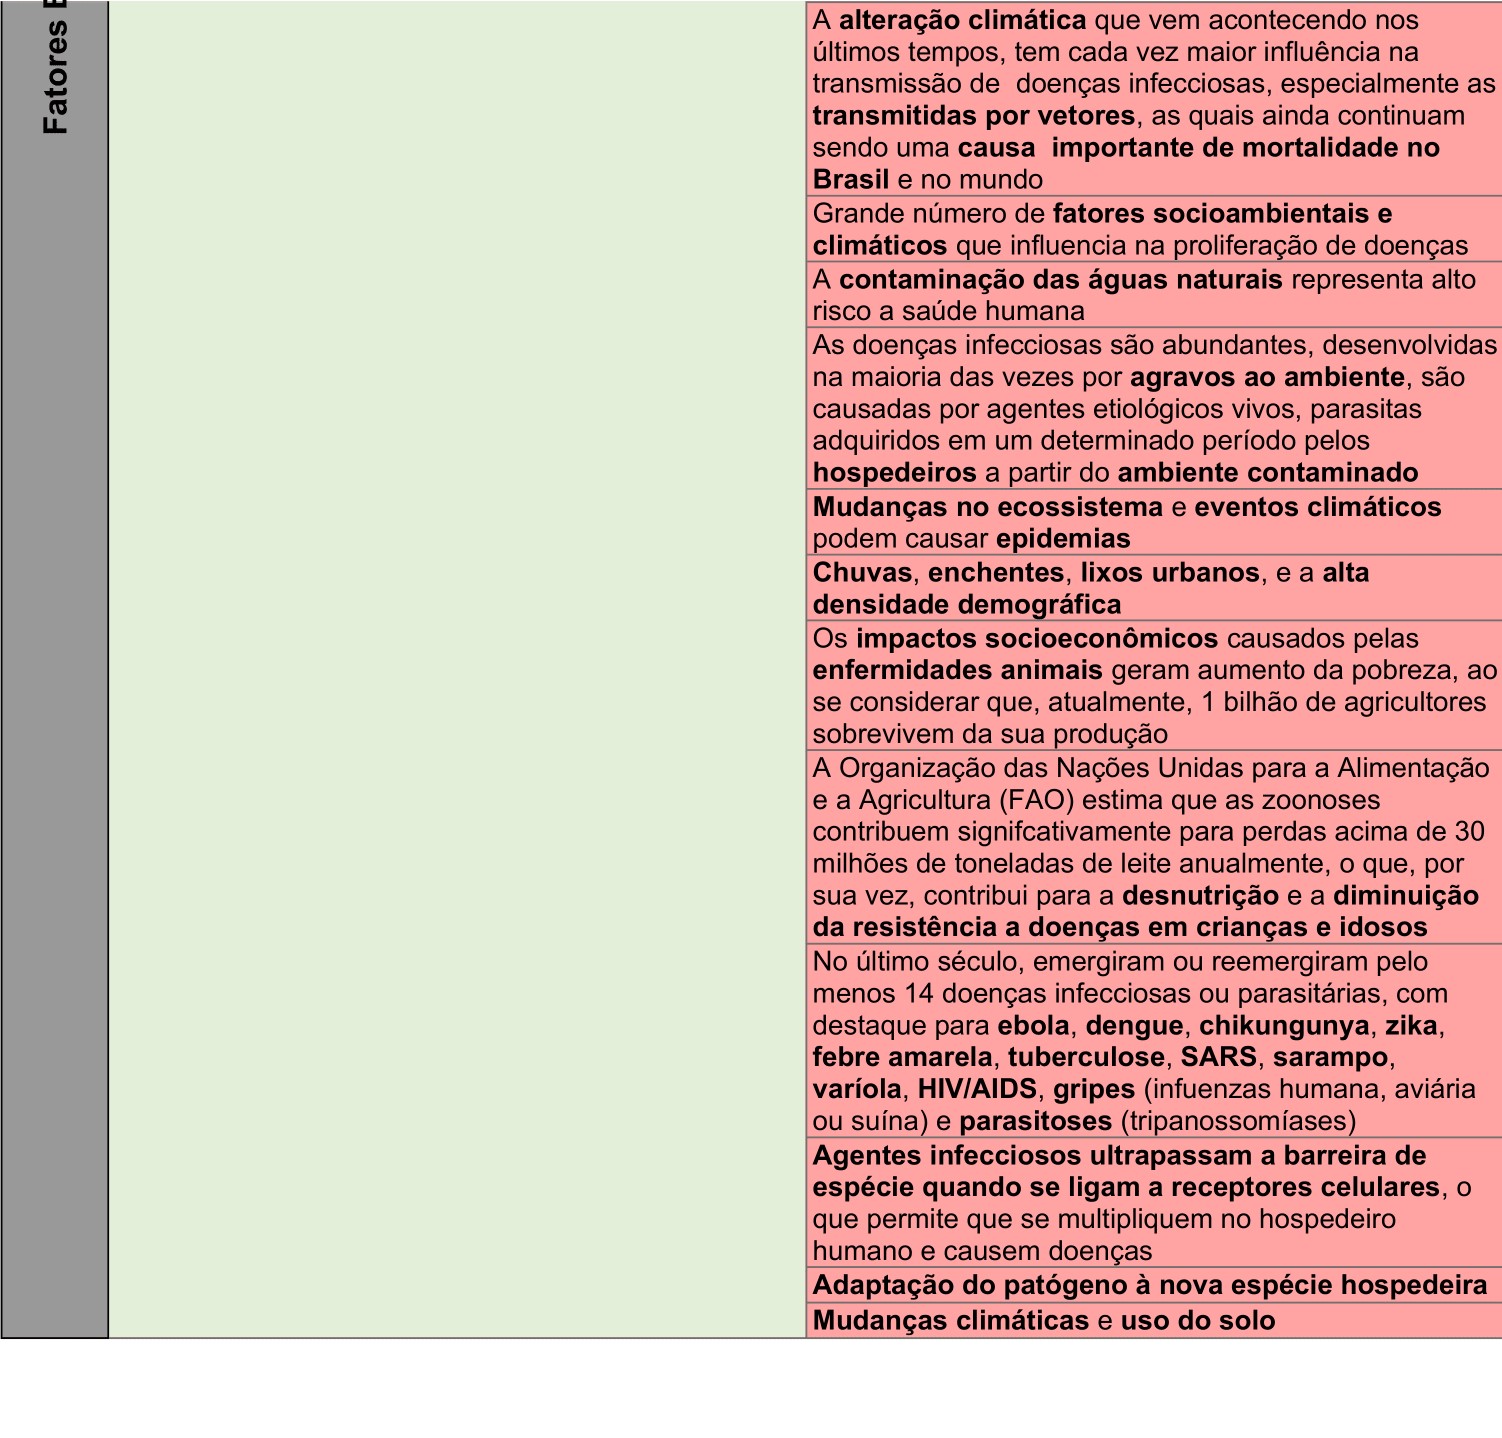 Fatores
A alteração climática que vem acontecendo nos
últimos tempos, tem cada vez maior influência na
transmissão de  doenças infecciosas, especialmente as
transmitidas por vetores, as quais ainda continuam
sendo uma causa  importante de mortalidade no
Brasil e no mundo
Grande número de fatores socioambientais e
climáticos que influencia na proliferação de doenças
A contaminação das águas naturais representa alto
risco a saúde humana
As doenças infecciosas são abundantes, desenvolvidas
na maioria das vezes por agravos ao ambiente, são
causadas por agentes etiológicos vivos, parasitas
adquiridos em um determinado período pelos
hospedeiros a partir do ambiente contaminado
Mudanças no ecossistema e eventos climáticos
podem causar epidemias
Chuvas, enchentes, lixos urbanos, e a alta
densidade demográfica
Os impactos socioeconômicos causados pelas
enfermidades animais geram aumento da pobreza, ao
se considerar que, atualmente, 1 bilhão de agricultores
sobrevivem da sua produção
A Organização das Nações Unidas para a Alimentação
e a Agricultura (FAO) estima que as zoonoses
contribuem signifcativamente para perdas acima de 30
milhões de toneladas de leite anualmente, o que, por
sua vez, contribui para a desnutrição e a diminuição
da resistência a doenças em crianças e idosos
No último século, emergiram ou reemergiram pelo
menos 14 doenças infecciosas ou parasitárias, com
destaque para ebola, dengue, chikungunya, zika,
febre amarela, tuberculose, SARS, sarampo,
varíola, HIV/AIDS, gripes (infuenzas humana, aviária
ou suína) e parasitoses (tripanossomíases)
Agentes infecciosos ultrapassam a barreira de
espécie quando se ligam a receptores celulares, o
que permite que se multipliquem no hospedeiro
humano e causem doenças
Adaptação do patógeno à nova espécie hospedeira
Mudanças climáticas e uso do solo